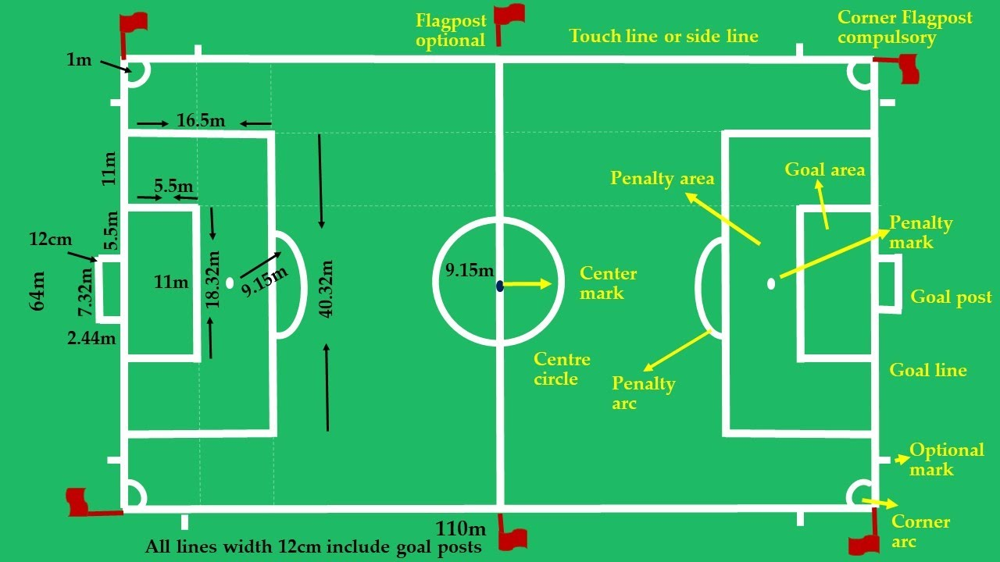 Flagpost
optional
Touch line or side line
Corner Flagpost
compulsory
1m
16.5m
11m
5.5m
5.5m
12cm
64m
7.32m
11m
18.32m
9.15m
40.32m
2.44m
9.15m
Center
mark
Centre
circle
Penalty area
Goal area
Penalty
mark
Goal post
Penalty
arc
Goal line
Optional
mark
Corner
arc
110m
All lines width 12cm include goal posts